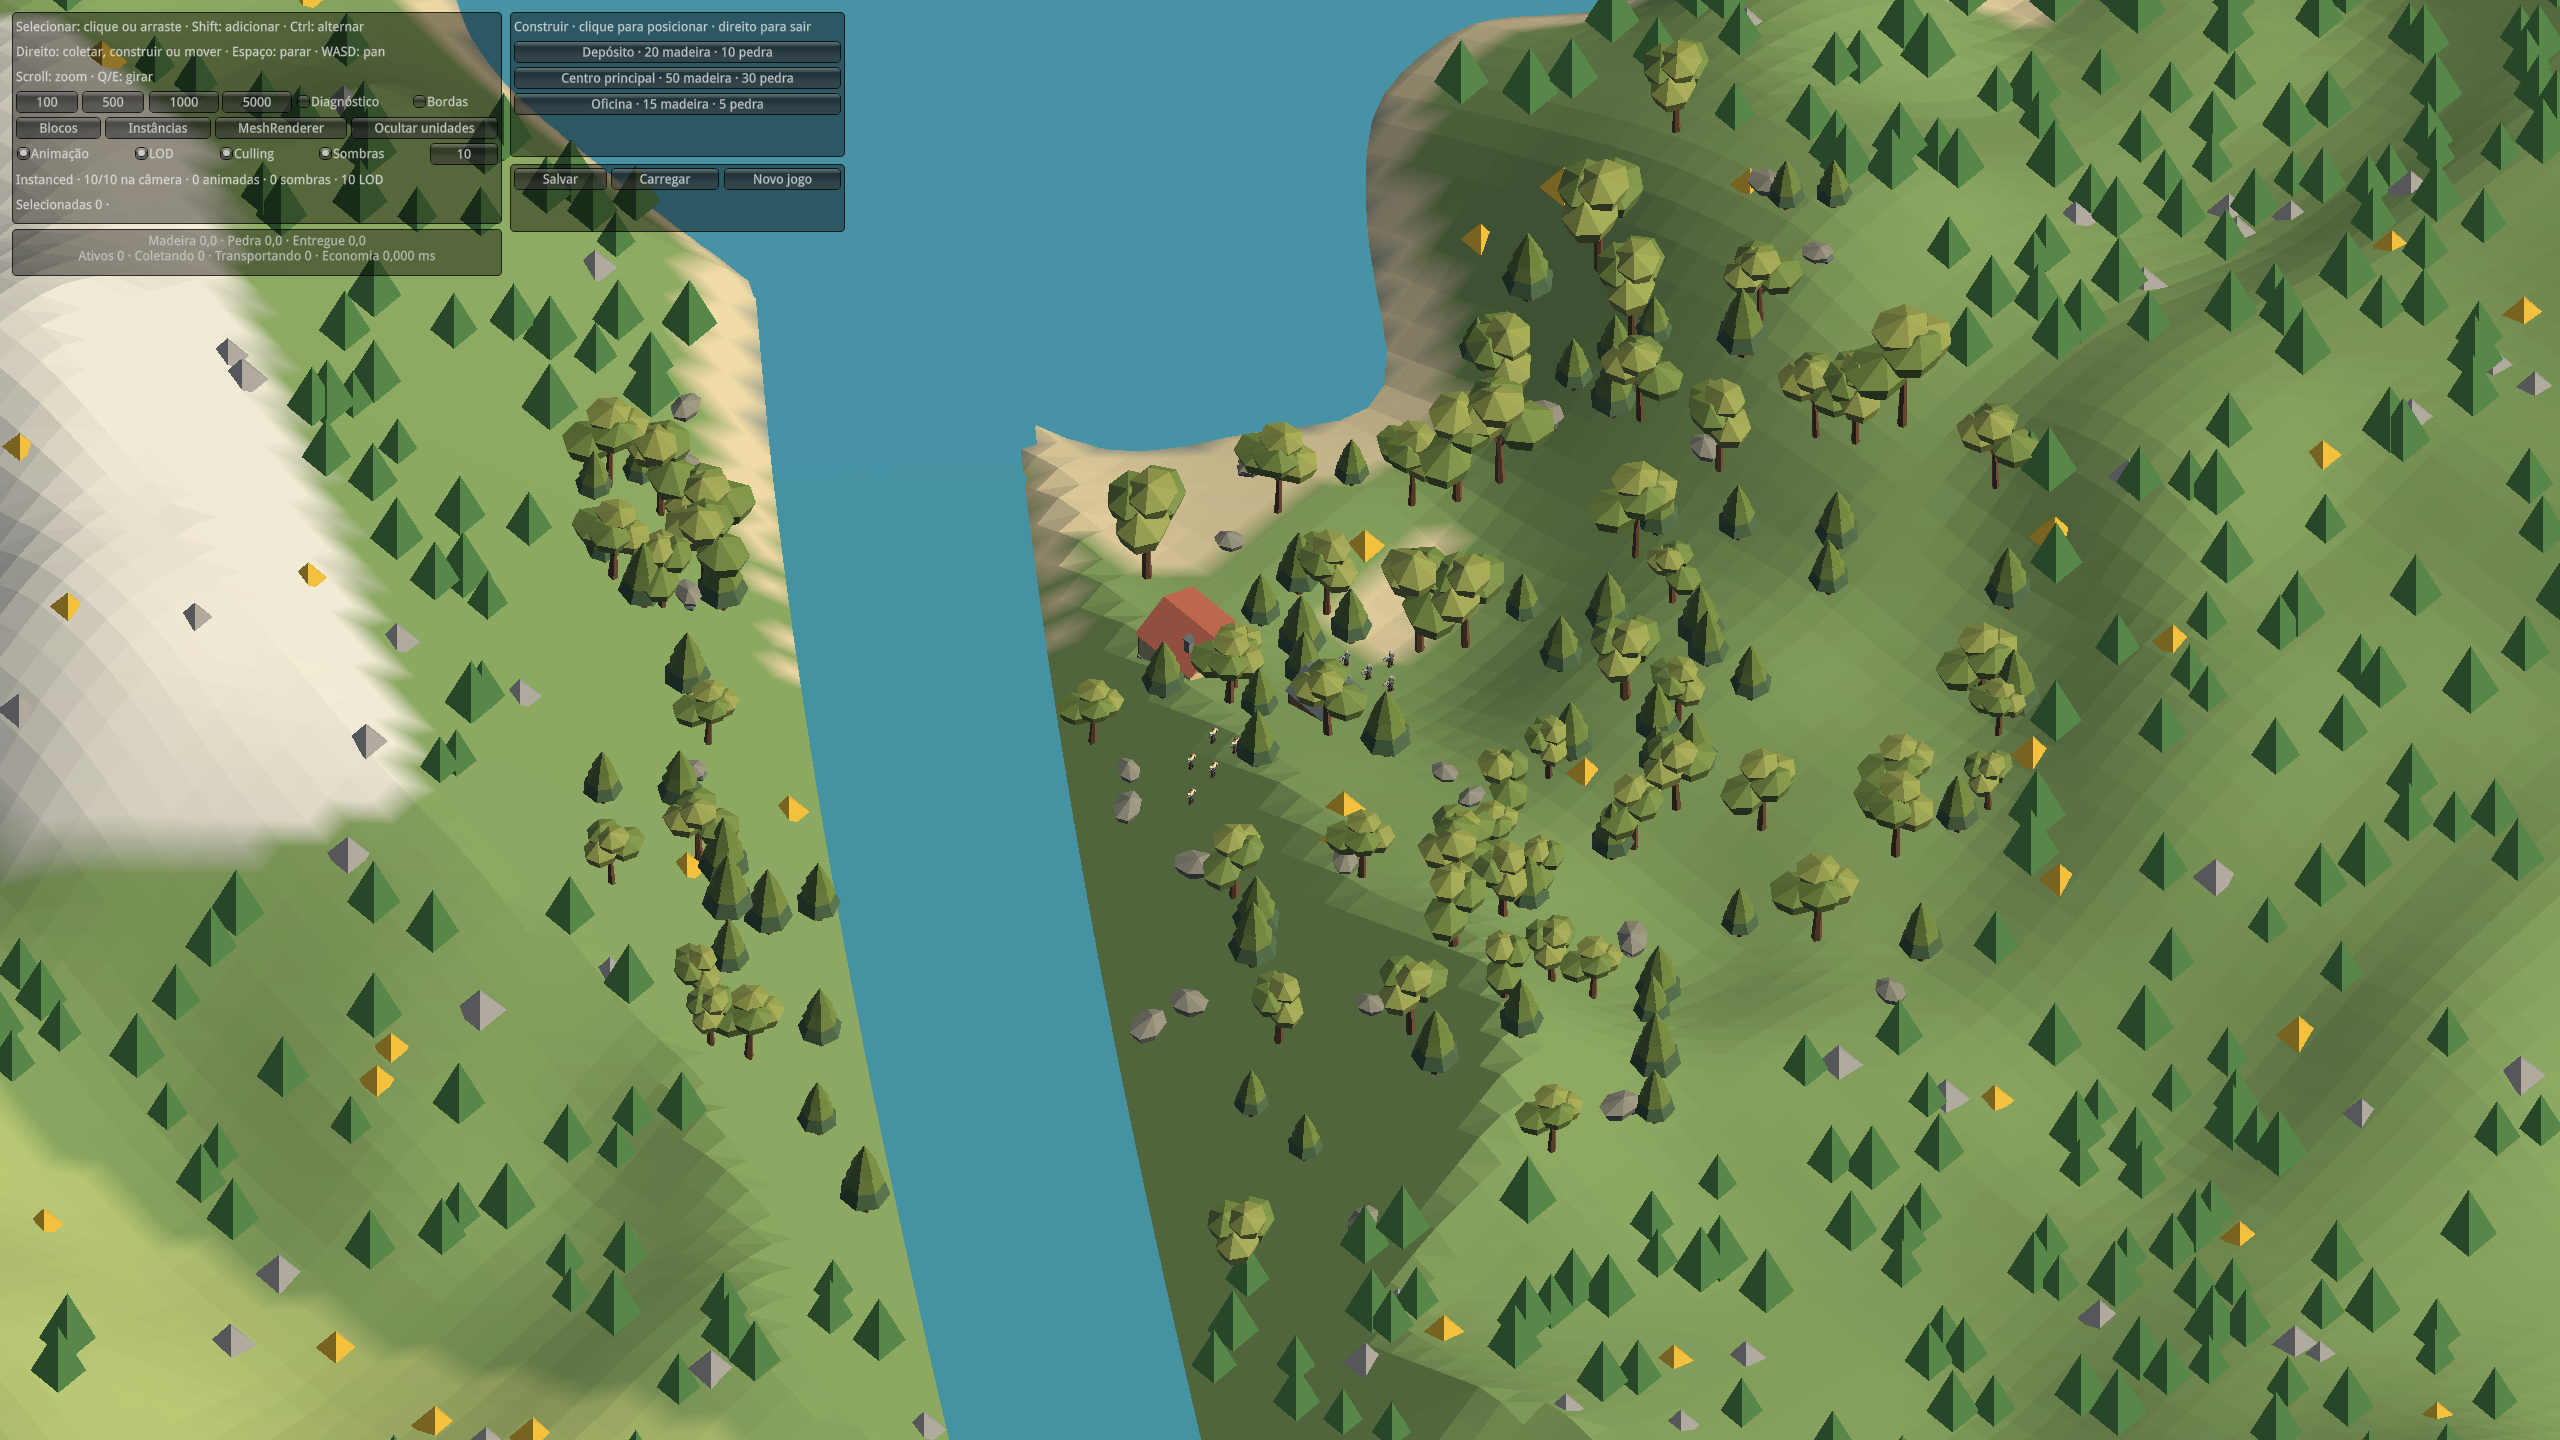 Selecionar: clique ou arraste · Shift: adicionar · Ctrl: alternar
Direito: coletar, construir ou mover · Espaço: parar · WASD: pan
Scroll: zoom · Q/E: girar
100 500 1000 5000 Diagnóstico Bordas
Blocos Instâncias MeshRenderer Ocultar unidades
Animação LOD Culling Sombras 10
Instanced · 10/10 na câmera · 0 animadas · 0 sombras · 10 LOD
Selecionadas 0 ·
Madeira 0,0 · Pedra 0,0 · Entregue 0,0
Ativos 0 · Coletando 0 · Transportando 0 · Economia 0,000 ms
Construir · clique para posicionar · direito para sair
Depósito · 20 madeira · 10 pedra
Centro principal · 50 madeira · 30 pedra
Oficina · 15 madeira · 5 pedra
Salvar Carregar Novo jogo